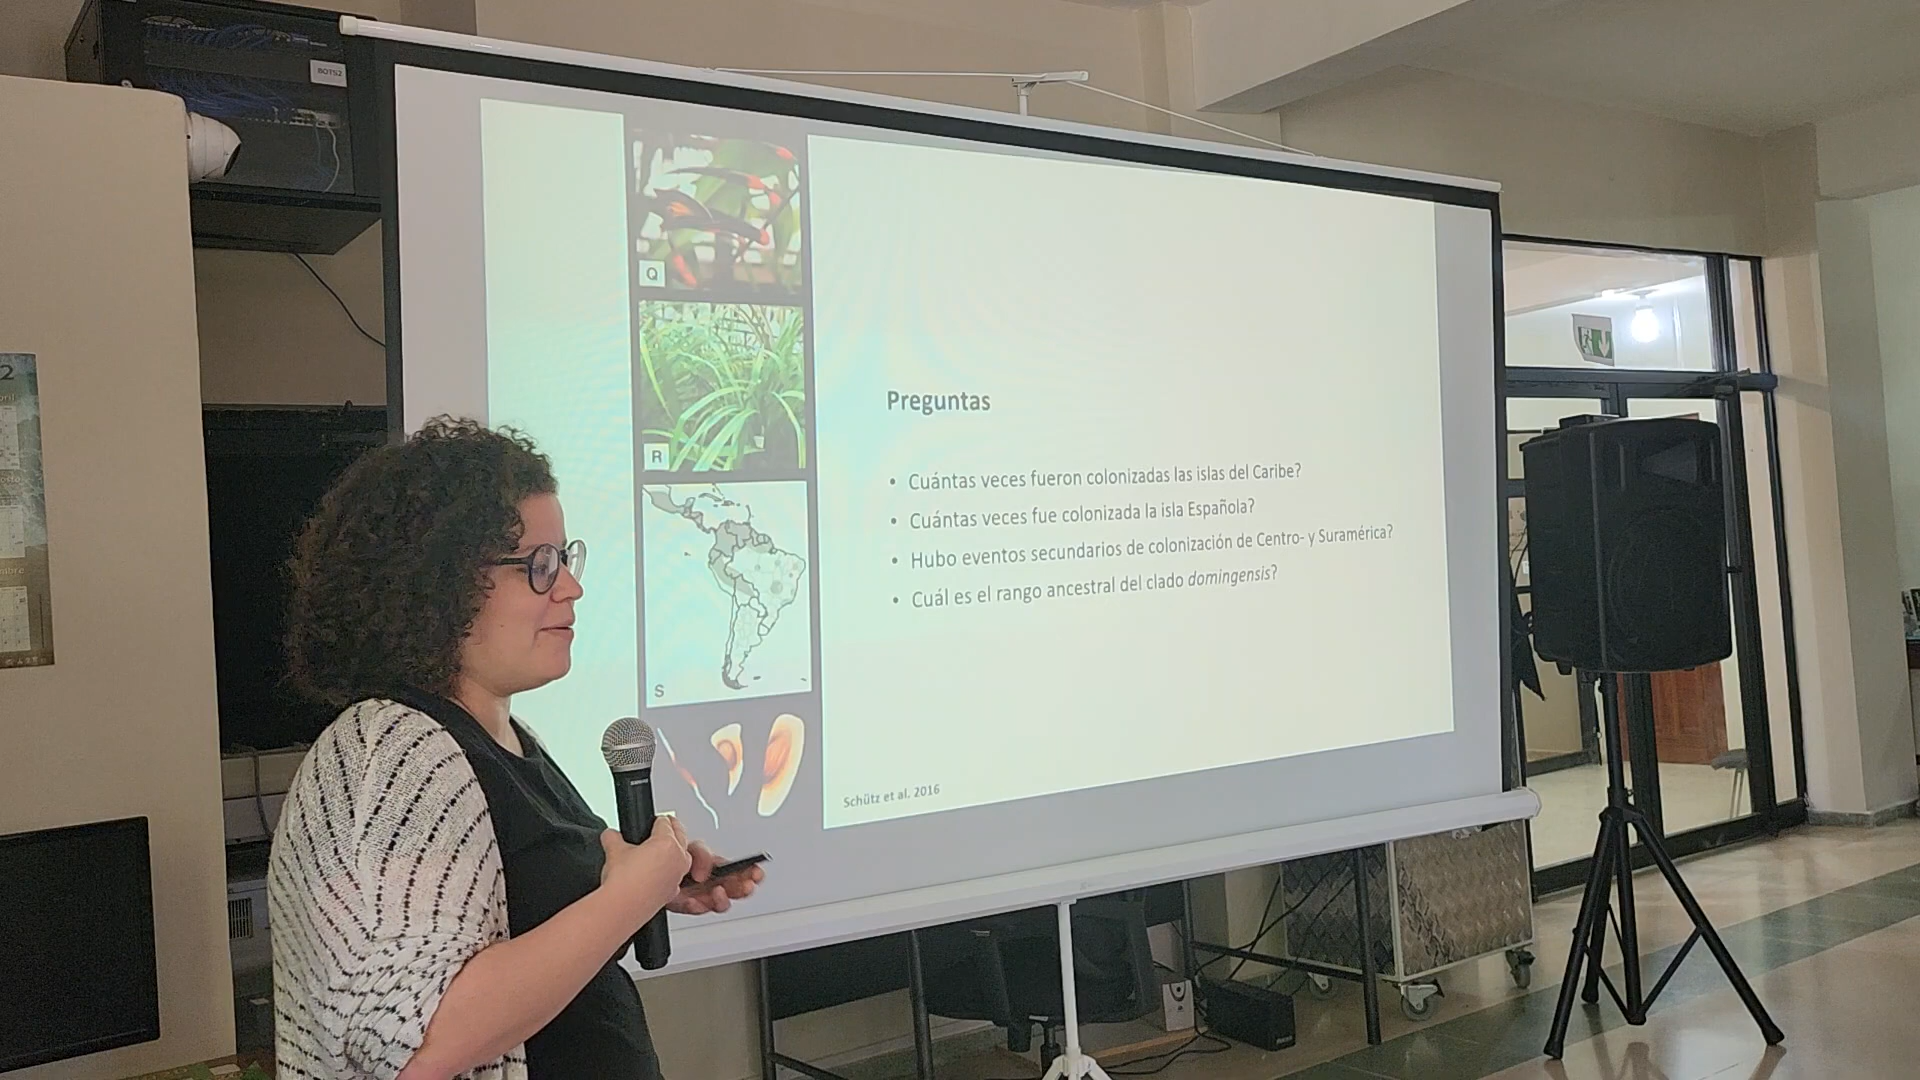 BOTS2
Q
R
S
Preguntas
• Cuántas veces fueron colonizadas las islas del Caribe?
• Cuántas veces fue colonizada la isla Española?
• Hubo eventos secundarios de colonización de Centro- y Suramérica?
• Cuál es el rango ancestral del clado domingensis?
Schütz et al. 2016
2